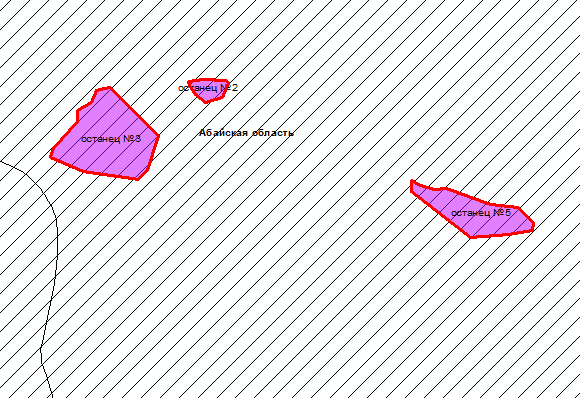 останец №2
Абайская область
останец №3
останец №5